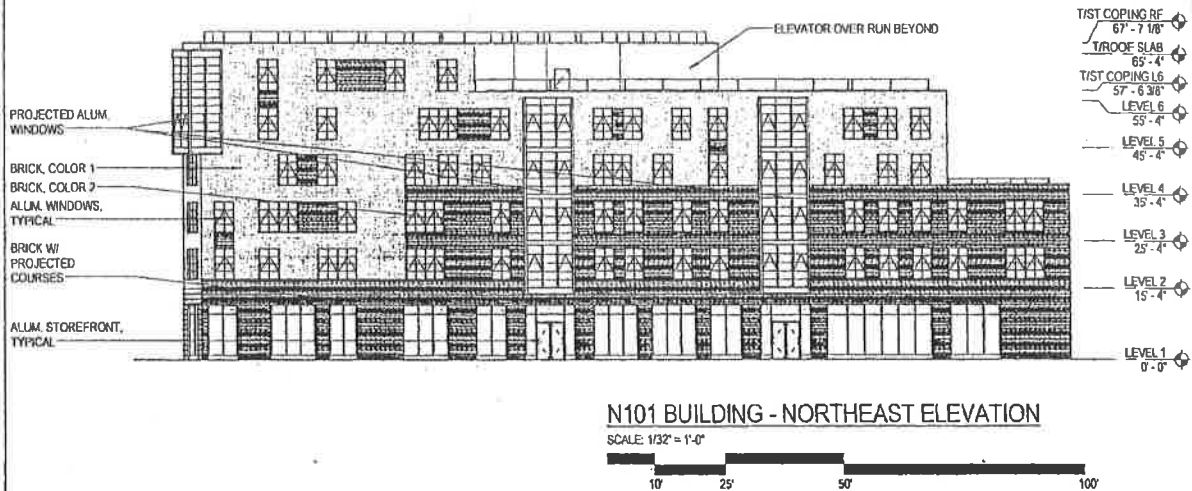 ELEVATOR OVER RUN BEYOND
PROJECTED ALUM.
WINDOWS
BRICK, COLOR 1
BRICK, COLOR 2
ALUM. WINDOWS,
TYPICAL
BRICK W/
PROJECTED
COURSES
ALUM. STOREFRONT,
TYPICAL
T/ST COPING RF
67' - 7 1/8"
T/ROOF SLAB
65' - 4"
T/ST COPING L6
57' - 6 3/8"
LEVEL 6
55' - 4"
LEVEL 5
45' - 4"
LEVEL 4
35' - 4"
LEVEL 3
25' - 4"
LEVEL 2
15' - 4"
LEVEL 1
0' - 0"
N101 BUILDING - NORTHEAST ELEVATION
SCALE: 1/32" = 1'-0"
10' 25' 50' 100'